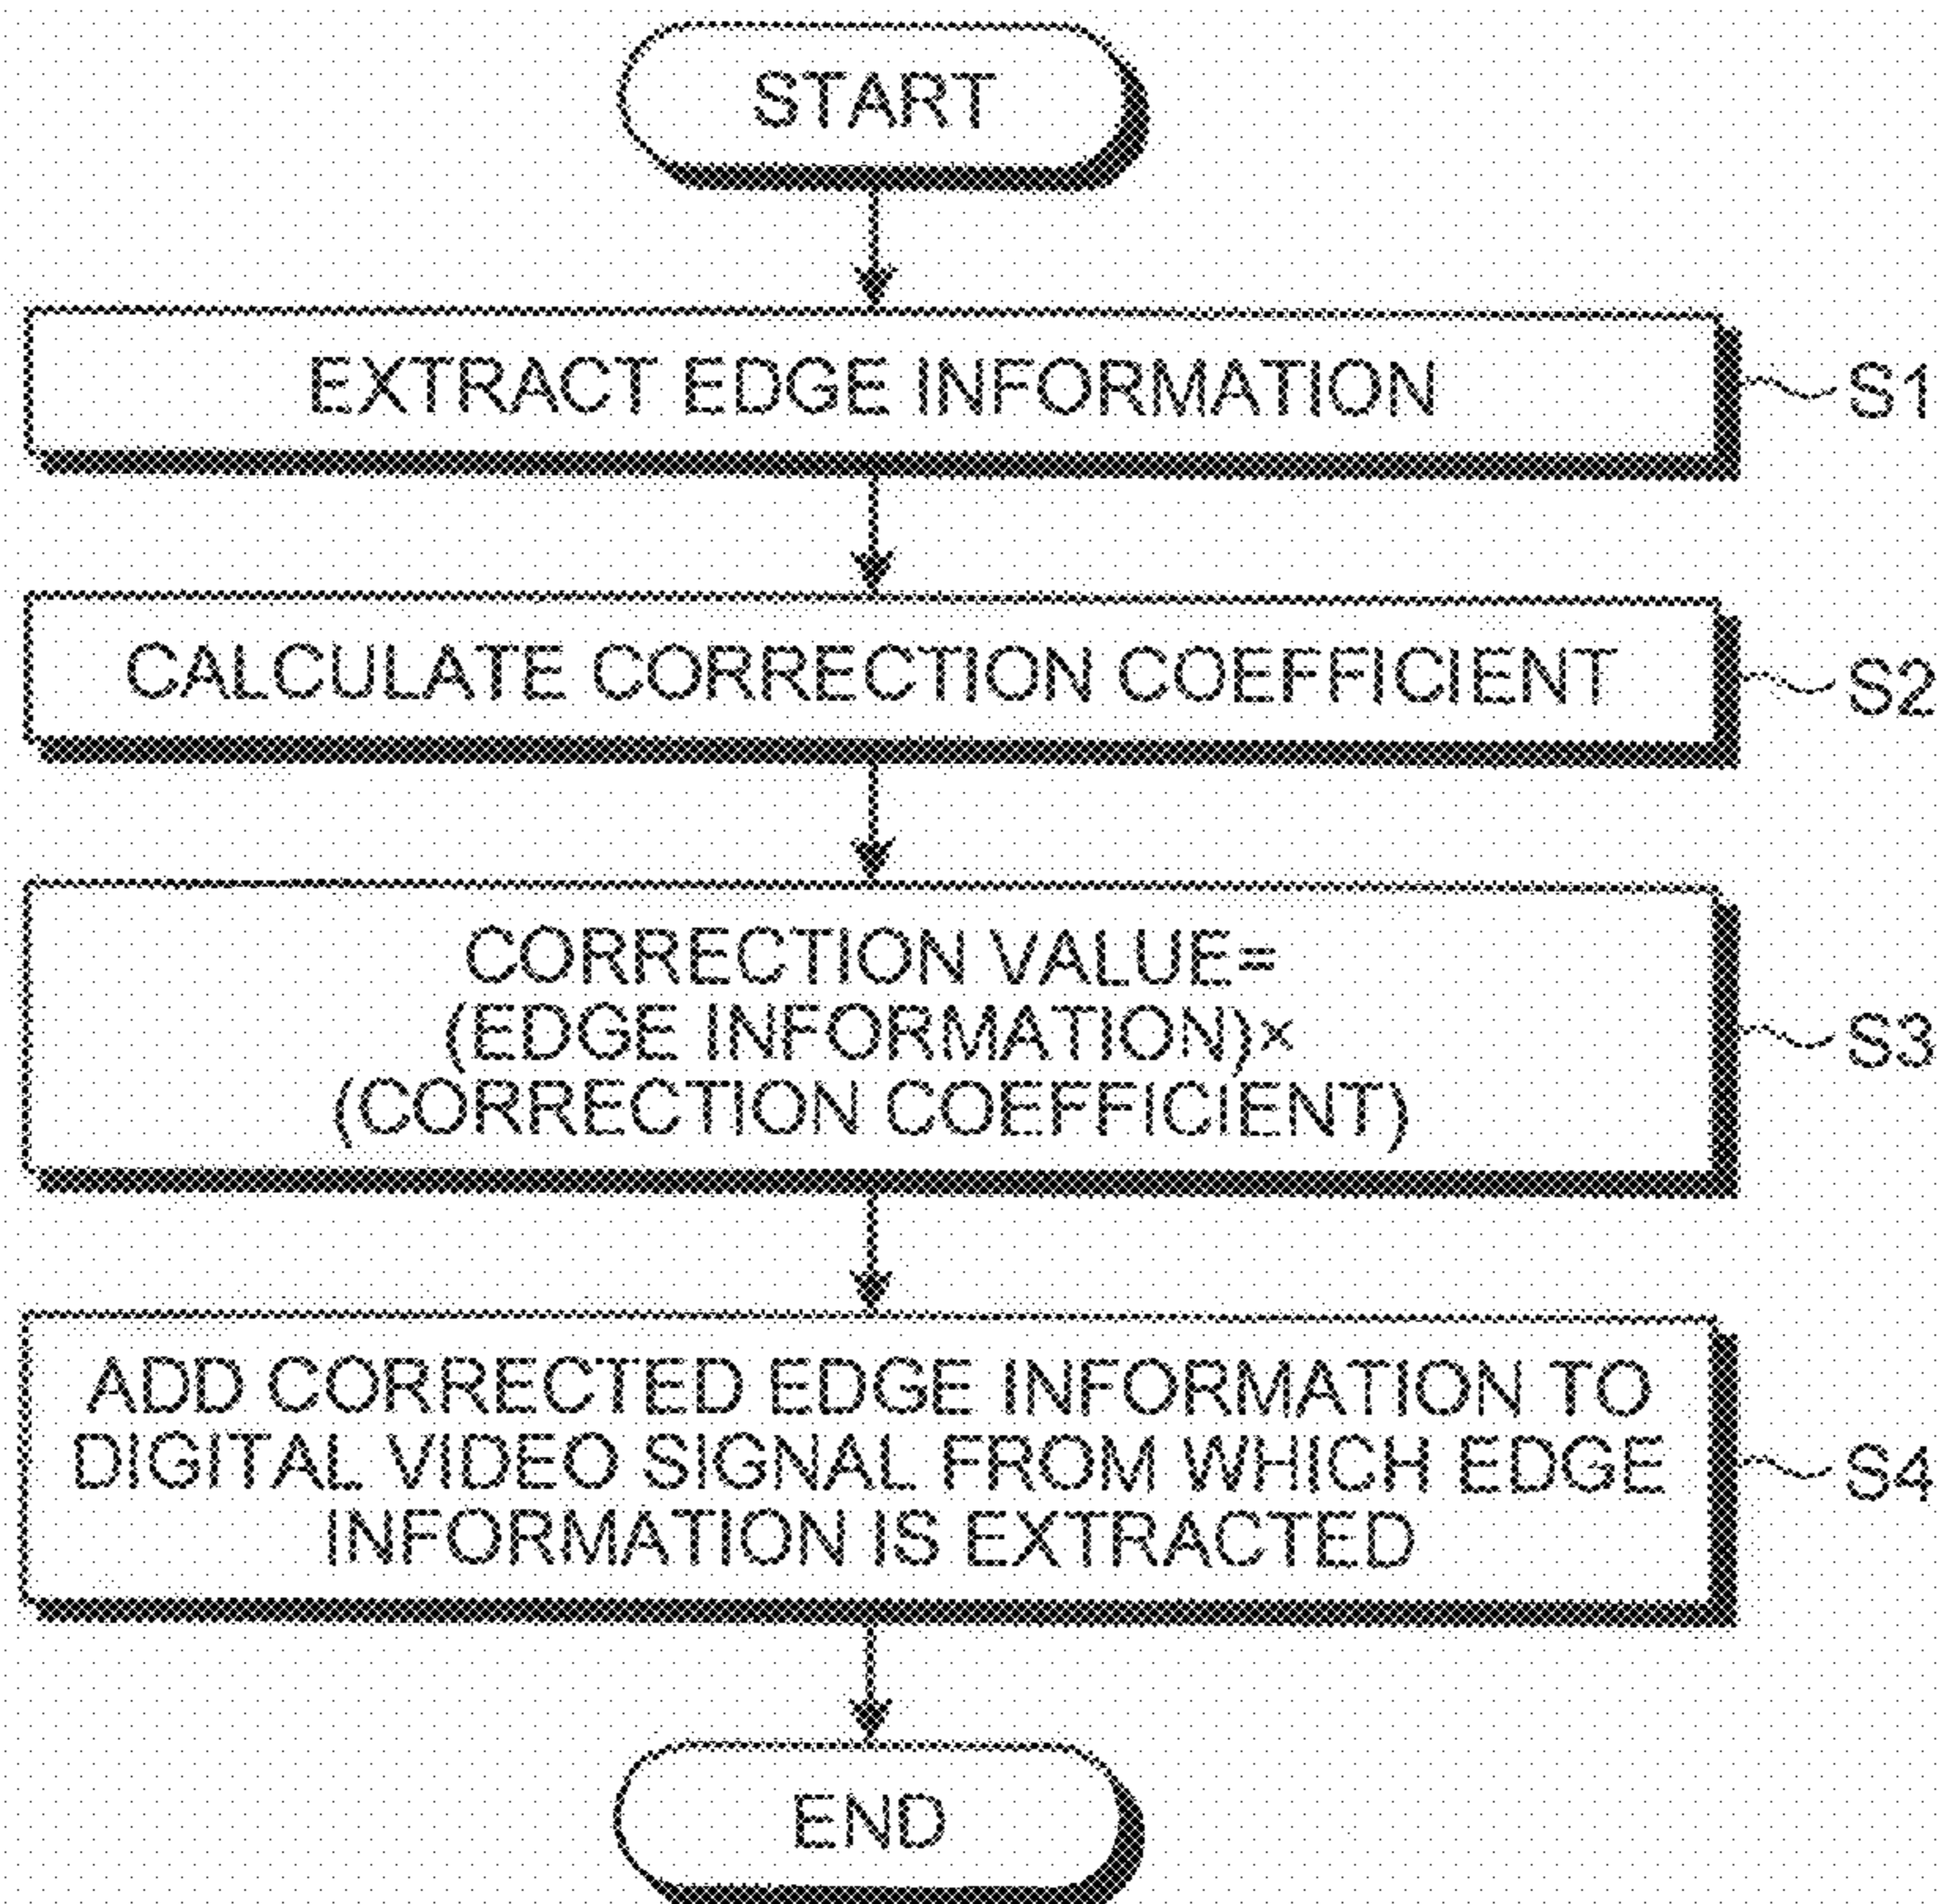 START
EXTRACT EDGE INFORMATION
S1
CALCULATE CORRECTION COEFFICIENT
S2
CORRECTION VALUE=
(EDGE INFORMATION)×
(CORRECTION COEFFICIENT)
S3
ADD CORRECTED EDGE INFORMATION TO
DIGITAL VIDEO SIGNAL FROM WHICH EDGE
INFORMATION IS EXTRACTED
S4
END